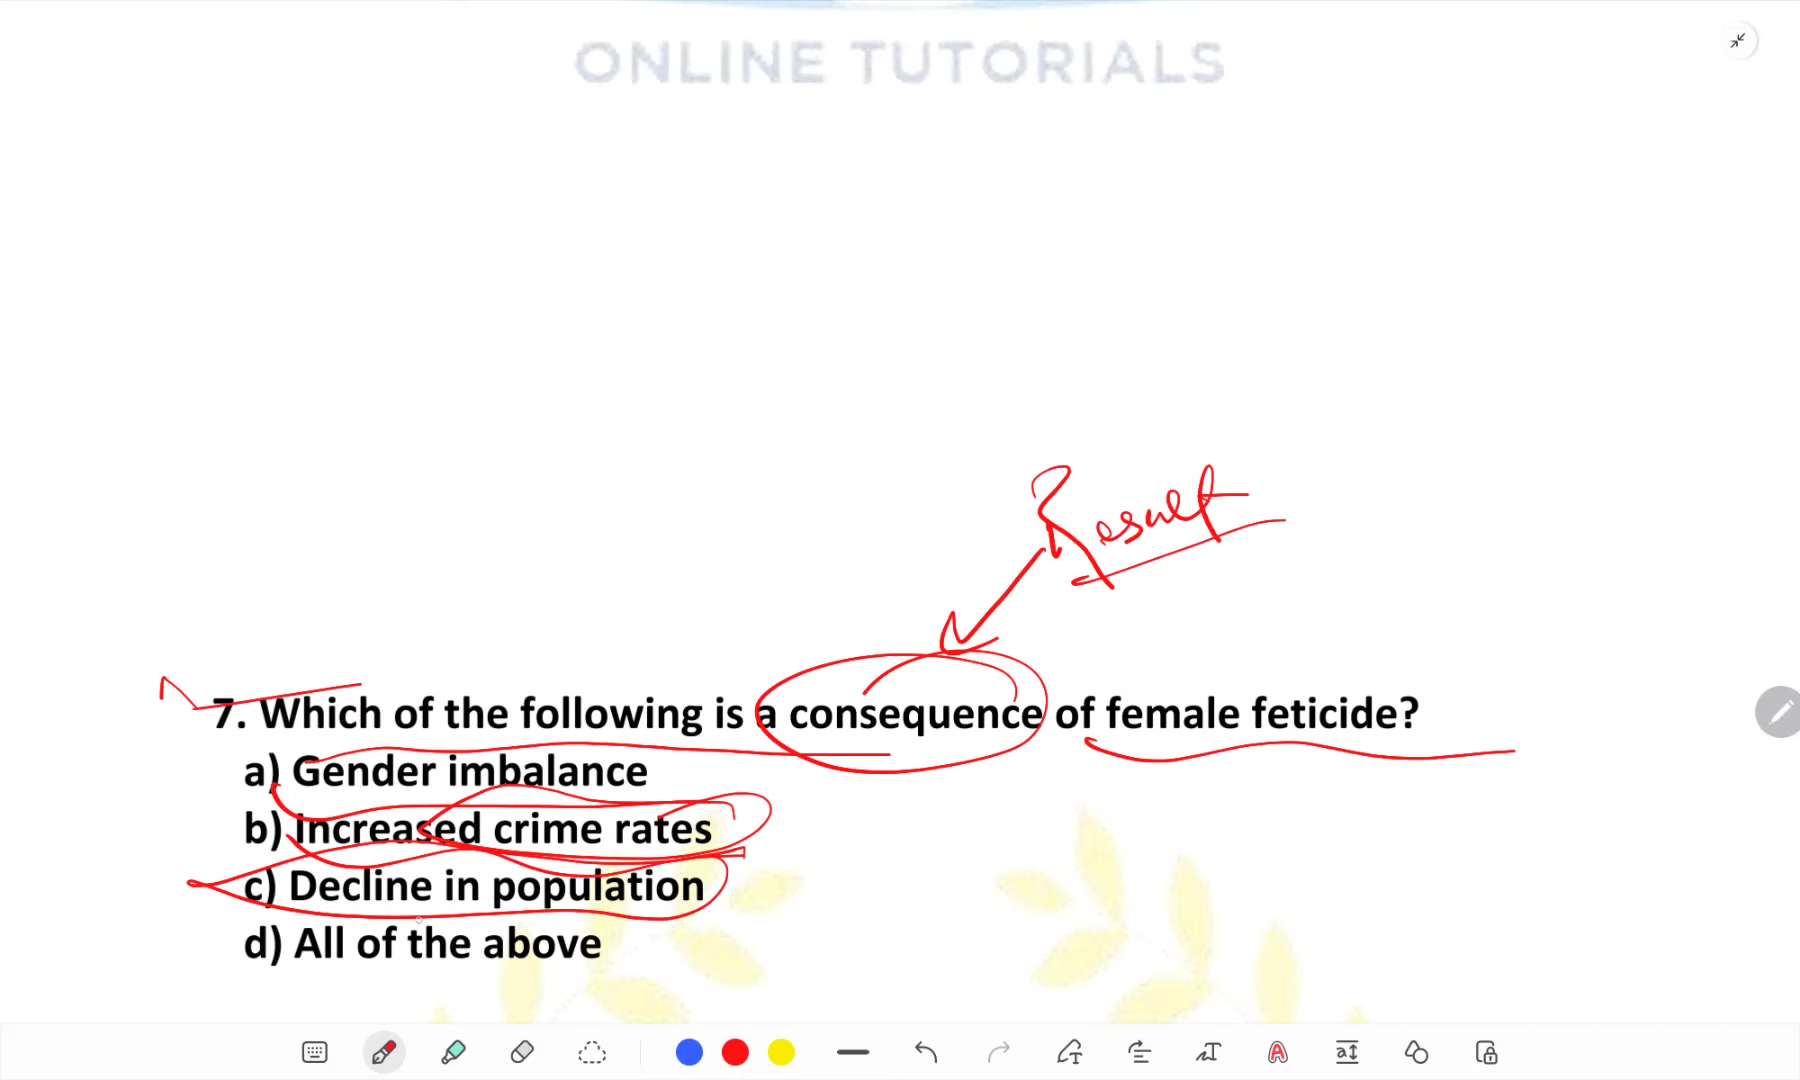 ONLINE TUTORIALS
Result
7. Which of the following is a consequence of female feticide?
a) Gender imbalance
b) Increased crime rates
c) Decline in population
d) All of the above